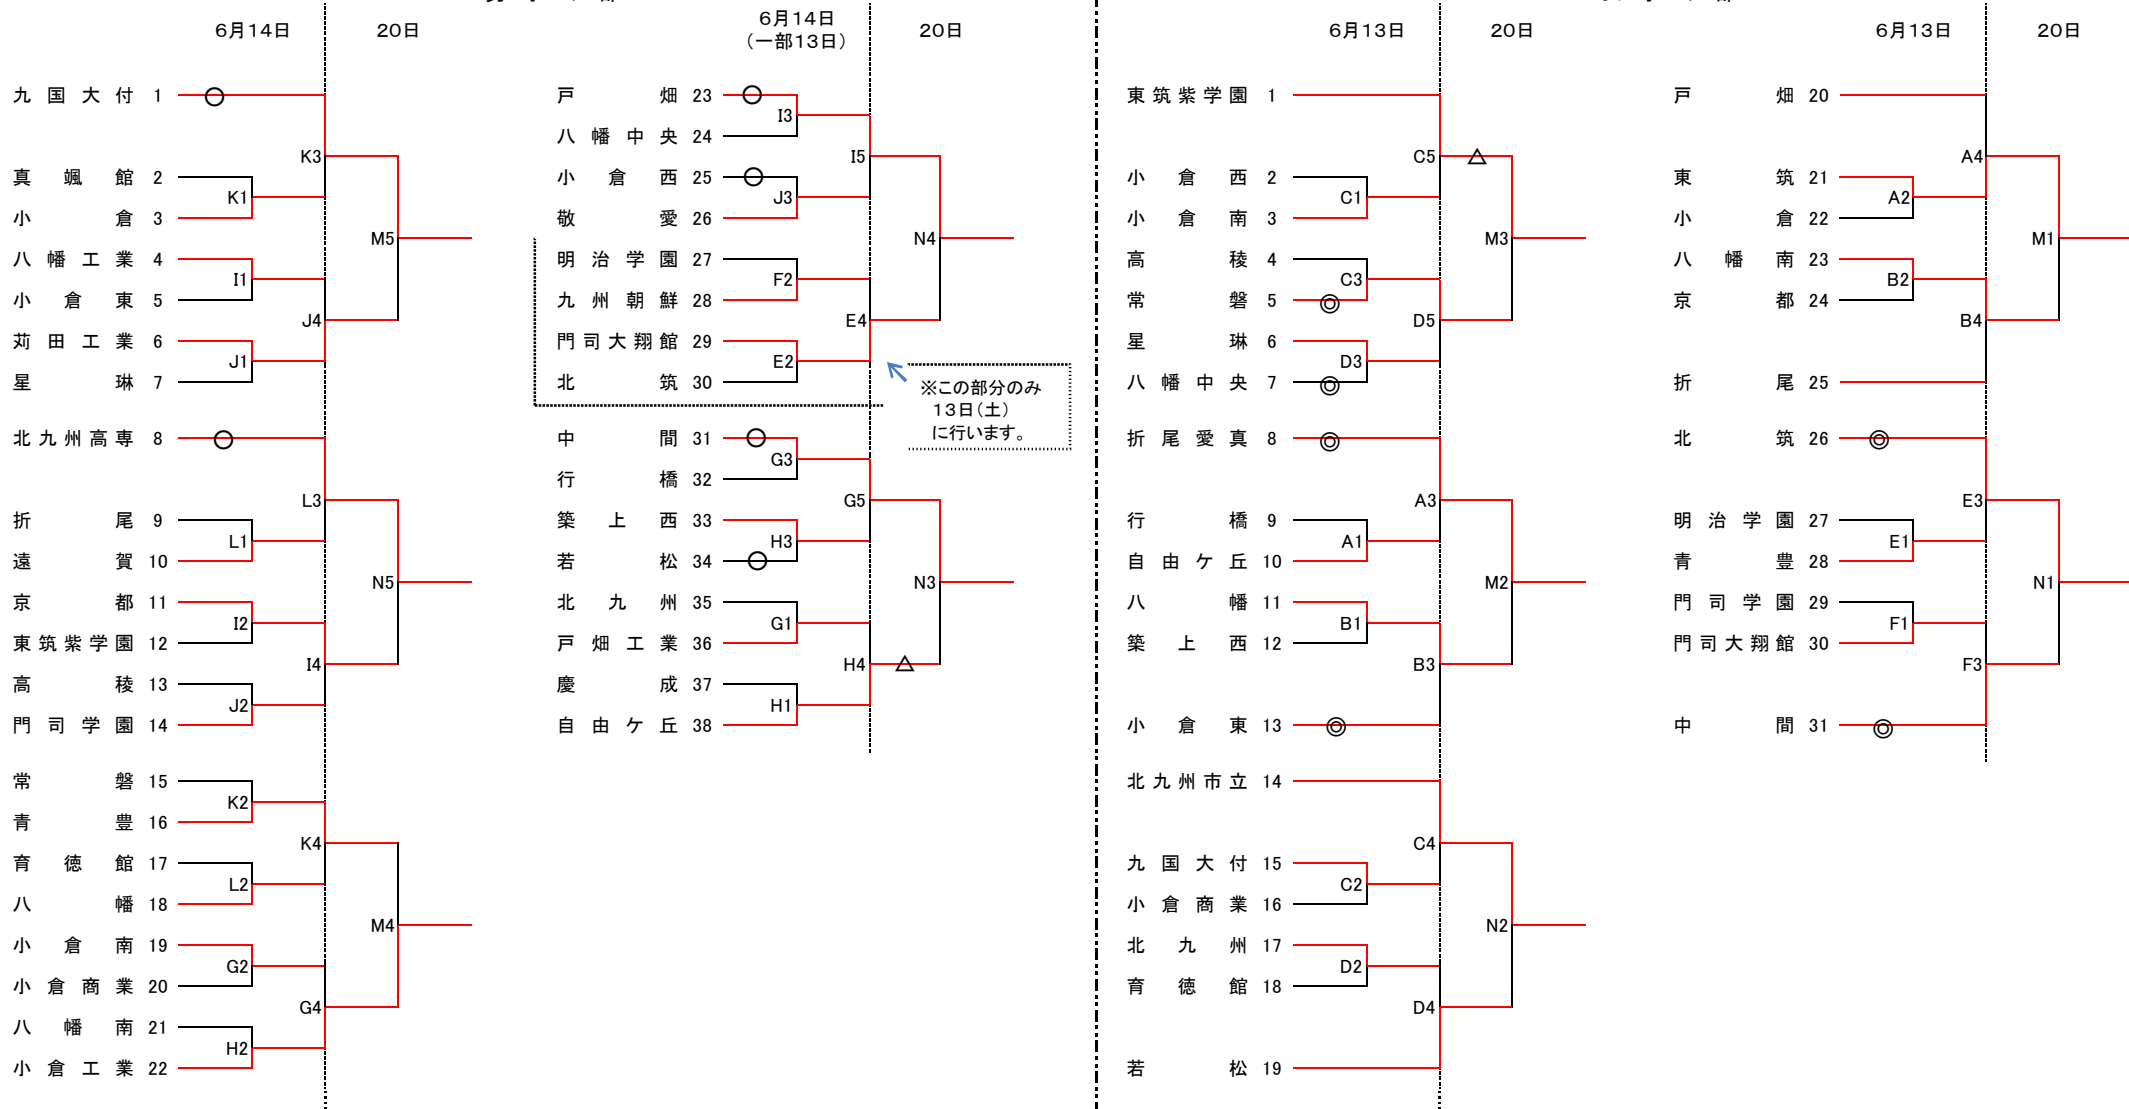 6月14日 20日
九国大付 1
K3
真颯館 2
K1
小倉 3
M5
八幡工業 4
I1
小倉東 5
J4
苅田工業 6
J1
星琳 7
北九州高専 8
L3
折尾 9
L1
遠賀 10
N5
京都 11
I2
東筑紫学園 12
I4
高稜 13
J2
門司学園 14
常磐 15
K2
青豊 16
K4
育徳館 17
L2
八幡 18
M4
小倉南 19
G2
小倉商業 20
G4
八幡南 21
H2
小倉工業 22
6月14日
(一部13日)
20日
戸畑 23
I3
八幡中央 24
I5
小倉西 25
J3
敬愛 26
N4
明治学園 27
F2
九州朝鮮 28
E4
門司大翔館 29
E2
北筑 30
※この部分のみ
13日(土)
に行います。
中間 31
G3
行橋 32
G5
築上西 33
H3
若松 34
N3
北九州 35
G1
戸畑工業 36
H4
慶成 37
H1
自由ケ丘 38
6月13日 20日
東筑紫学園 1
C5
小倉西 2
C1
小倉南 3
M3
高稜 4
C3
常磐 5
D5
星琳 6
D3
八幡中央 7
折尾愛真 8
A3
行橋 9
A1
自由ケ丘 10
M2
八幡 11
B1
築上西 12
B3
小倉東 13
北九州市立 14
C4
九国大付 15
C2
小倉商業 16
N2
北九州 17
D2
育徳館 18
D4
若松 19
6月13日 20日
戸畑 20
A4
東筑 21
A2
小倉 22
M1
八幡南 23
B2
京都 24
B4
折尾 25
北筑 26
E3
明治学園 27
E1
青豊 28
N1
門司学園 29
F1
門司大翔館 30
F3
中間 31